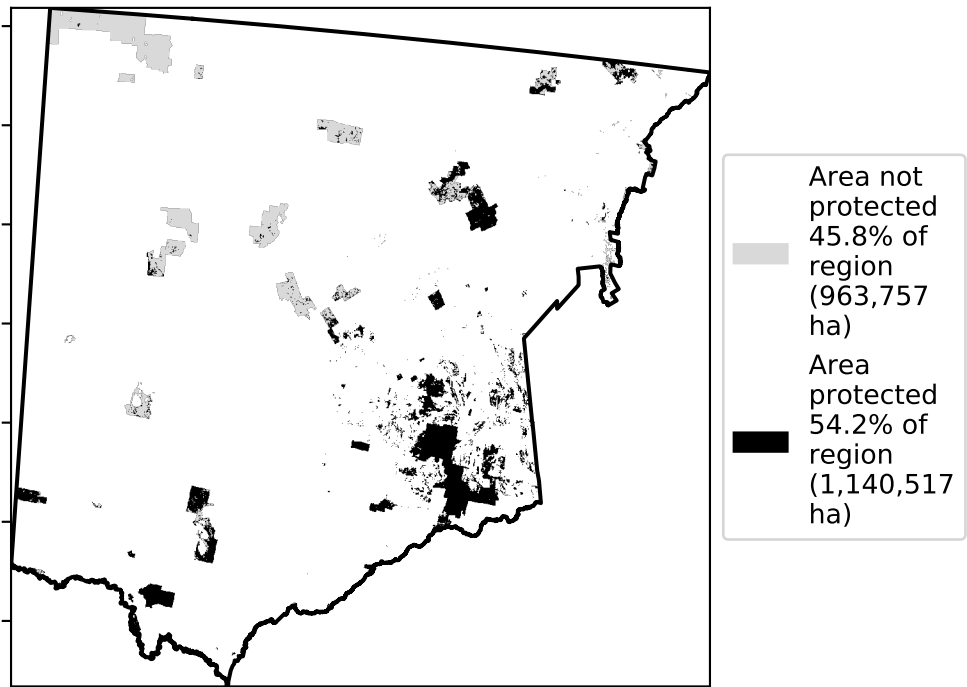 Area not
protected
45.8% of
region
(963,757
ha)
Area
protected
54.2% of
region
(1,140,517
ha)